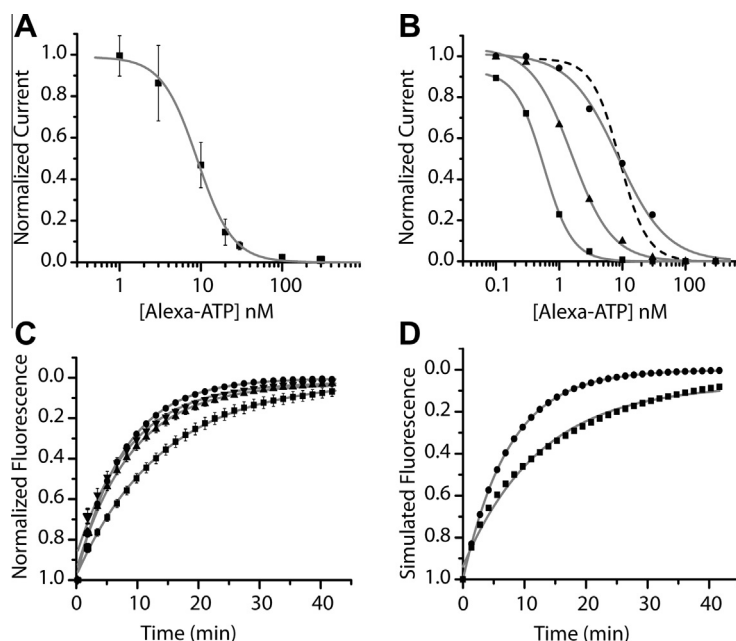 A
Normalized Current
1.0
0.8
0.6
0.4
0.2
0.0
1 10 100
[Alexa-ATP] nM
B
Normalized Current
1.0
0.8
0.6
0.4
0.2
0.0
0.1 1 10 100
[Alexa-ATP] nM
C
Normalized Fluorescence
0.0
0.2
0.4
0.6
0.8
1.0
0 10 20 30 40
Time (min)
D
Simulated Fluorescence
0.0
0.2
0.4
0.6
0.8
1.0
0 10 20 30 40
Time (min)